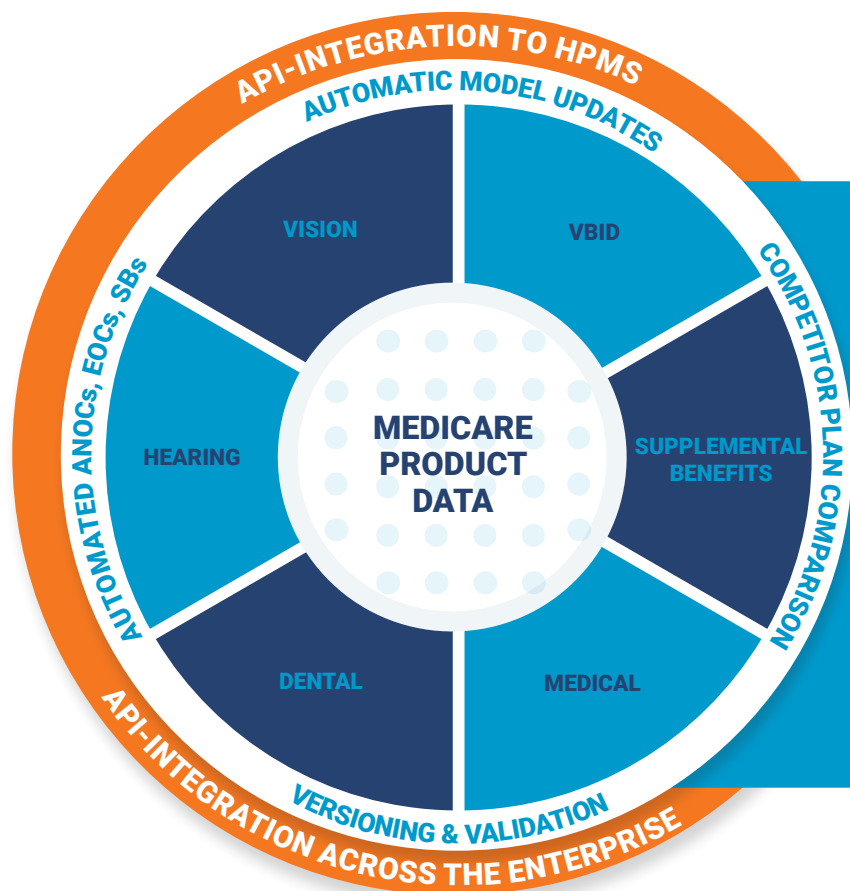 API-INTEGRATION TO HPMS
AUTOMATIC MODEL UPDATES
VISION
VBID
AUTOMATED ANOCs, EOCs, SBs
COMPETITOR PLAN COMPARISON
HEARING
MEDICARE
PRODUCT
DATA
SUPPLEMENTAL
BENEFITS
DENTAL
MEDICAL
VERSIONING & VALIDATION
API-INTEGRATION ACROSS THE ENTERPRISE